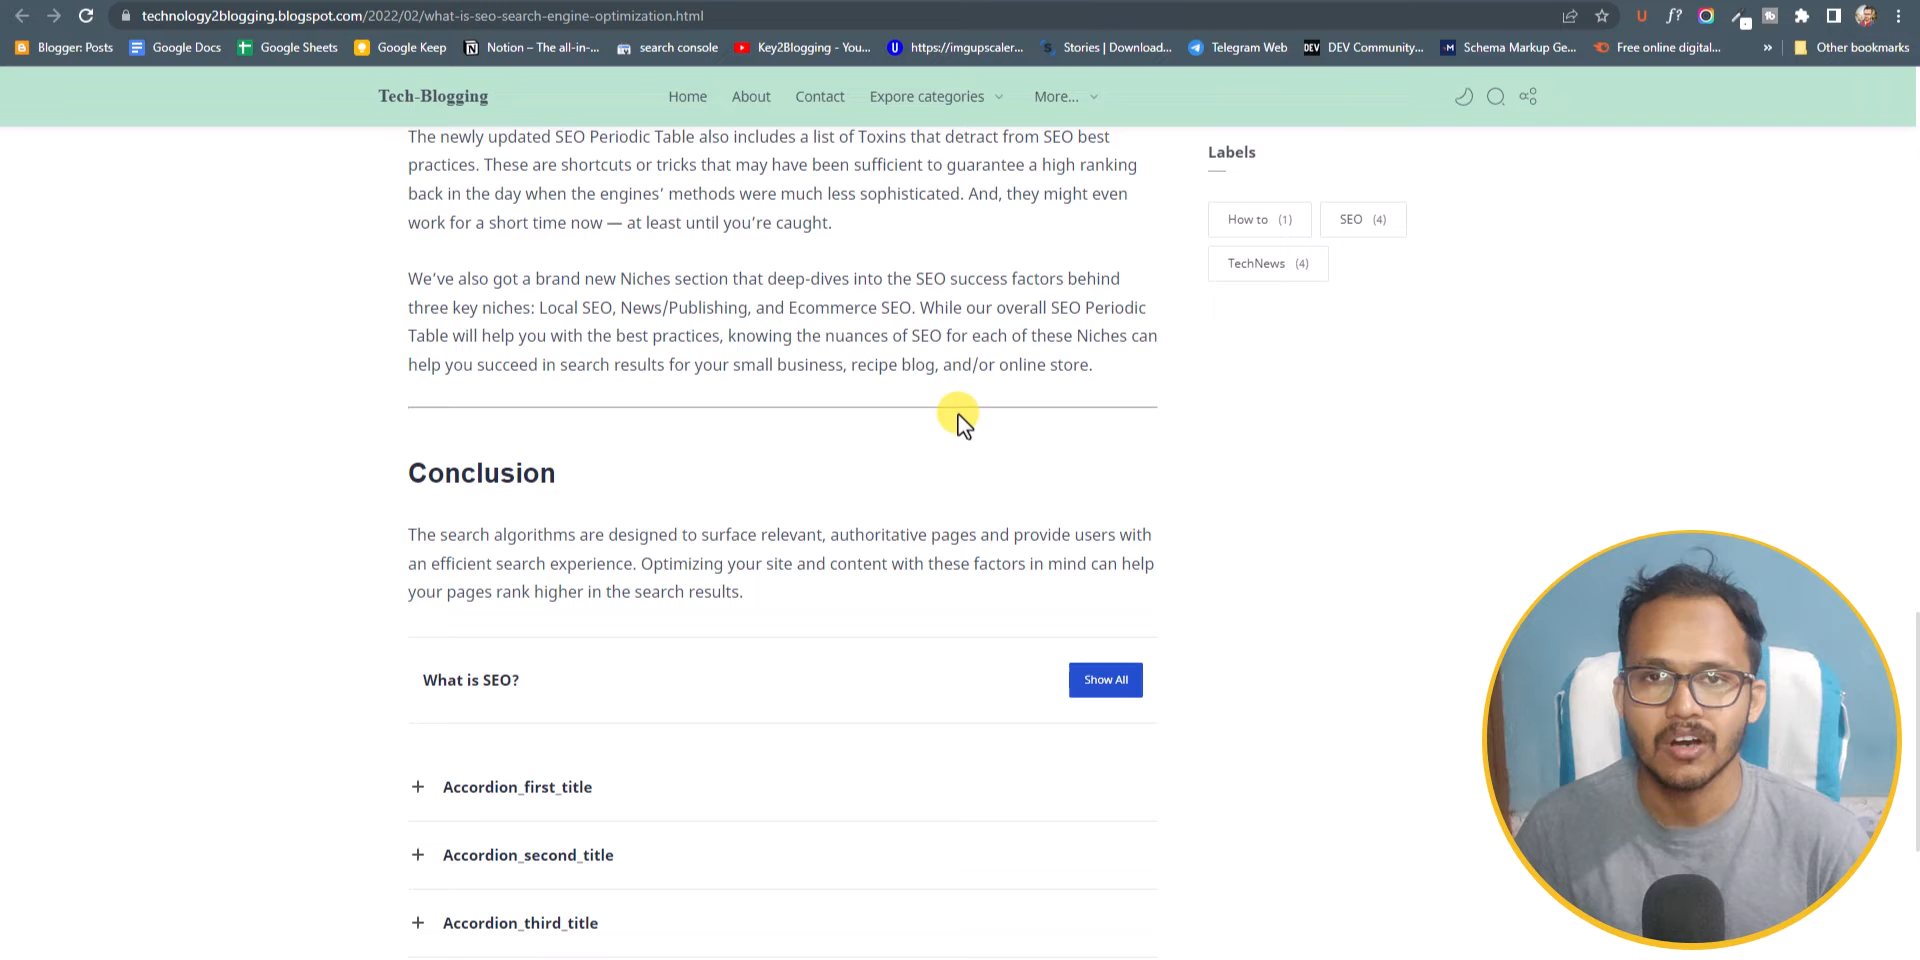 technology2blogging.blogspot.com/2022/02/what-is-seo-search-engine-optimization.html
Blogger: Posts
Google Docs
Google Sheets
Google Keep
Notion – The all-in-...
search console
Key2Blogging - You...
https://imgupscaler...
Stories | Download...
Telegram Web
DEV Community...
Schema Markup Ge...
Free online digital...
»
Other bookmarks
Tech-Blogging
Home
About
Contact
Expore categories
More...
The newly updated SEO Periodic Table also includes a list of Toxins that detract from SEO best
practices. These are shortcuts or tricks that may have been sufficient to guarantee a high ranking
back in the day when the engines’ methods were much less sophisticated. And, they might even
work for a short time now — at least until you’re caught.
We’ve also got a brand new Niches section that deep-dives into the SEO success factors behind
three key niches: Local SEO, News/Publishing, and Ecommerce SEO. While our overall SEO Periodic
Table will help you with the best practices, knowing the nuances of SEO for each of these Niches can
help you succeed in search results for your small business, recipe blog, and/or online store.
Labels
How to (1)
SEO (4)
TechNews (4)
Conclusion
The search algorithms are designed to surface relevant, authoritative pages and provide users with
an efficient search experience. Optimizing your site and content with these factors in mind can help
your pages rank higher in the search results.
What is SEO?
Show All
+ Accordion_first_title
+ Accordion_second_title
+ Accordion_third_title